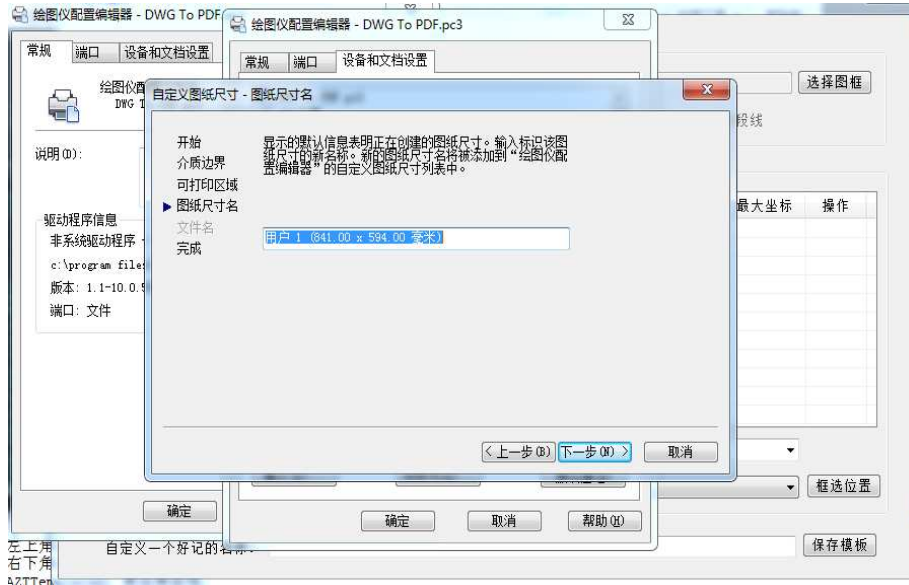 绘图仪配置编辑器 - DWG To PDF
绘图仪配置编辑器 - DWG To PDF.pc3
常规
端口
设备和文档设置
常规
端口
设备和文档设置
选择图框
自定义图纸尺寸 - 图纸尺寸名
说明(D):
开始
介质边界
可打印区域
图纸尺寸名
文件名
完成
显示的默认信息表明正在创建的图纸尺寸。输入标识该图
纸尺寸的新名称。新的图纸尺寸名将被添加到“绘图仪配
置编辑器”的自定义图纸尺寸列表中。
用户 1 (841.00 x 594.00 毫米)
驱动程序信息
非系统驱动程序
c:\program file
版本: 1.1-10.0.
端口: 文件
最大坐标
操作
<上一步(B)
下一步(N) >
取消
框选位置
确定
确定
取消
帮助(H)
左上角
右下角
自定义一个好记的名称:
保存模板